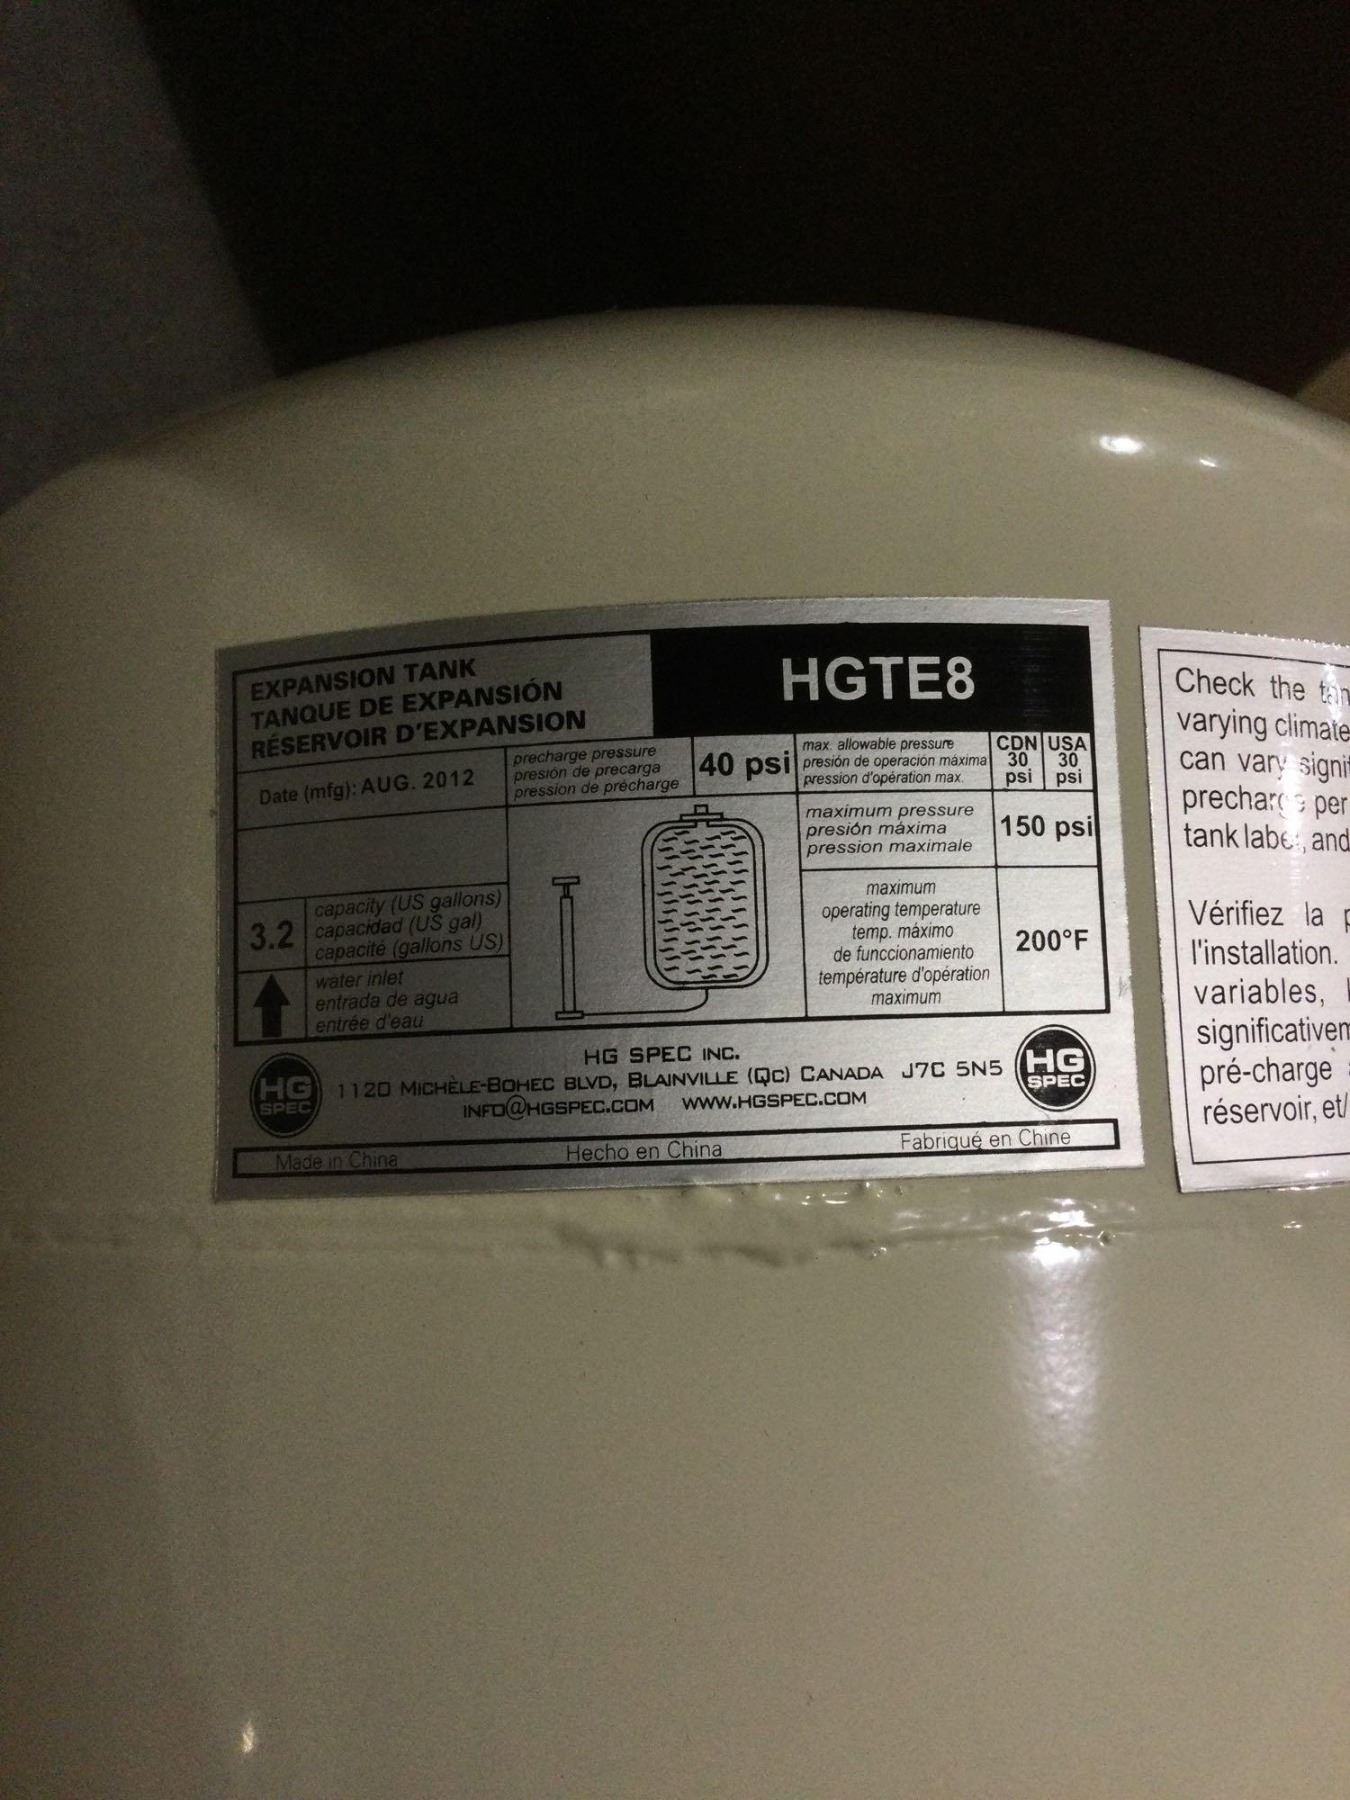 EXPANSION TANK
TANQUE DE EXPANSIÓN
RÉSERVOIR D'EXPANSION
HGTE8
Date (mfg): AUG. 2012
precharge pressure
presión de precarga
pression de précharge
40 psi
max. allowable pressure
presión de operación máxima
pression d'opération max.
CDN
30
psi
USA
30
psi
maximum pressure
presión máxima
pression maximale
150 psi
3.2
capacity (US gallons)
capacidad (US gal)
capacité (gallons US)
water inlet
entrada de agua
entrée d'eau
maximum
operating temperature
temp. máximo
de funccionamiento
température d'opération
maximum
200°F
HG
SPEC
HG SPEC INC.
1120 MICHÈLE-BOHEC BLVD, BLAINVILLE (QC) CANADA J7C 5N5
INFO@HGSPEC.COM WWW.HGSPEC.COM
HG
SPEC
Made in China
Hecho en China
Fabriqué en Chine
Check the
varying climate
can vary
precharge per
tank label, and
Vérifiez la
l'installation.
variables,
pré-charge
réservoir, et/